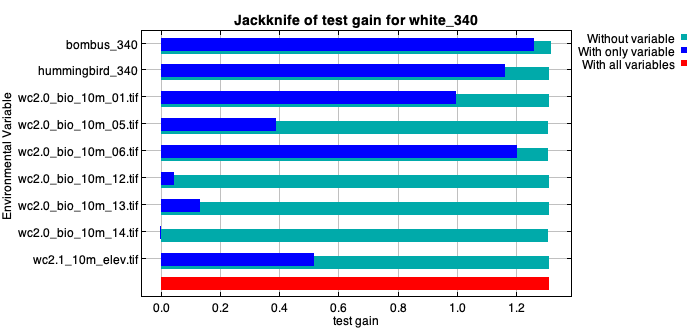 Jackknife of test gain for white_340
Without variable
With only variable
With all variables
Environmental Variable
bombus_340
hummingbird_340
wc2.0_bio_10m_01.tif
wc2.0_bio_10m_05.tif
wc2.0_bio_10m_06.tif
wc2.0_bio_10m_12.tif
wc2.0_bio_10m_13.tif
wc2.0_bio_10m_14.tif
wc2.1_10m_elev.tif
0.0 0.2 0.4 0.6 0.8 1.0 1.2
test gain